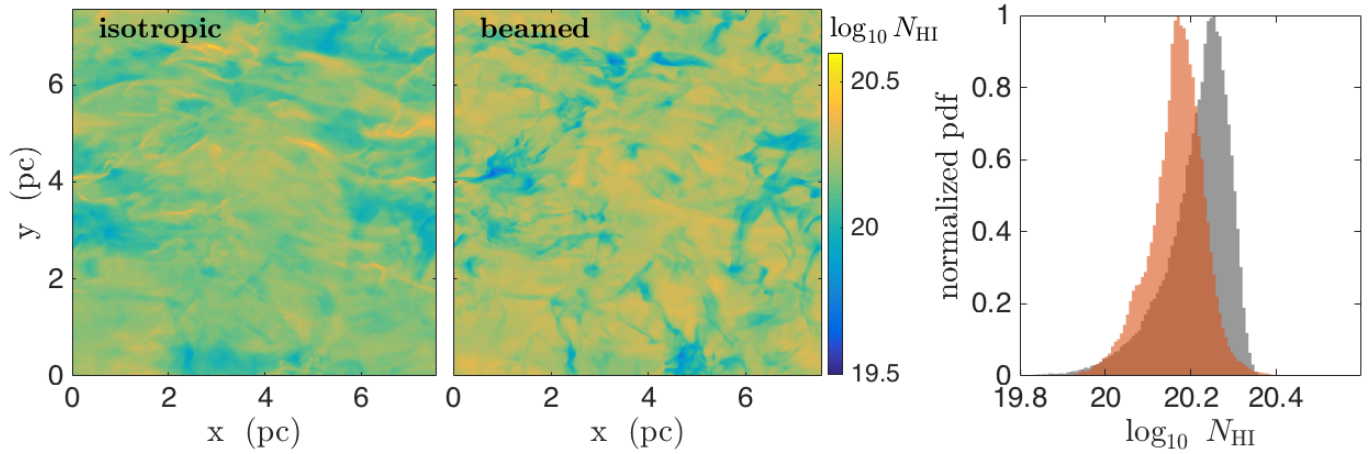 isotropic
beamed
log₁₀ N_HI
20.5
20
19.5
6
4
2
0
y (pc)
0 2 4 6
x (pc)
0 2 4 6
x (pc)
1
0.8
0.6
0.4
0.2
0
normalized pdf
19.8 20 20.2 20.4
log₁₀ N_HI